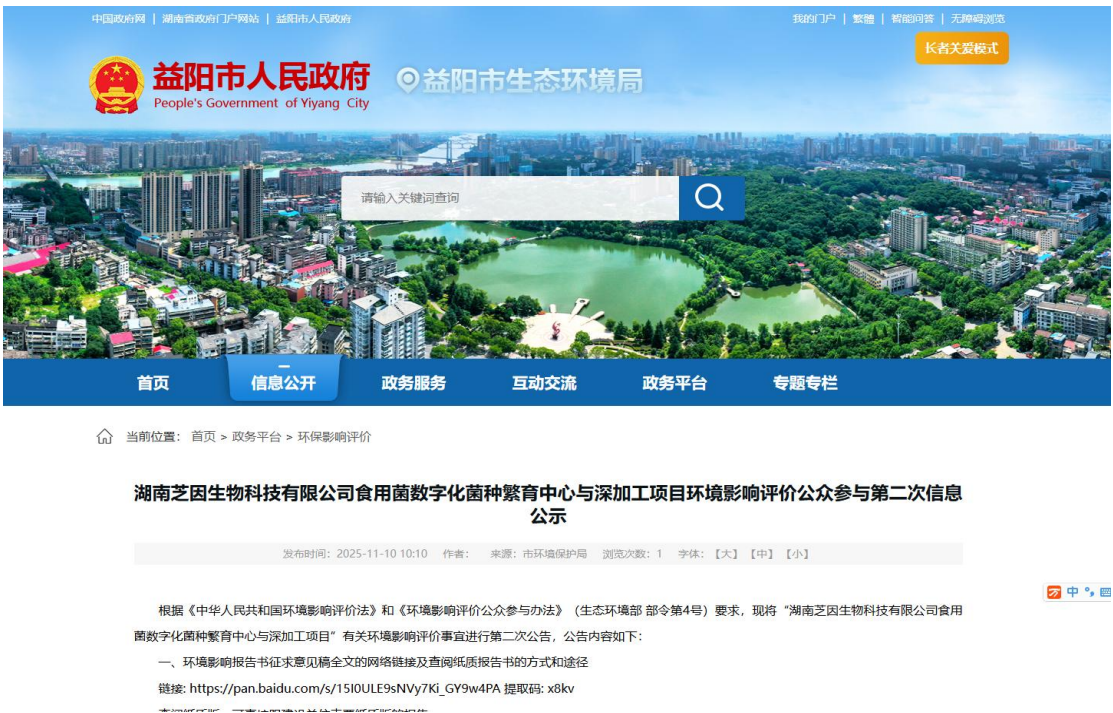 中国政府网 | 湖南省政府门户网站 | 益阳市人民政府
我的门户 | 繁體 | 智能问答 | 无障碍浏览
长者关爱模式
益阳市人民政府
People's Government of Yiyang City
益阳市生态环境局
请输入关键词查询
首页 信息公开 政务服务 互动交流 政务平台 专题专栏
当前位置： 首页 > 政务平台 > 环保影响评价
湖南芝因生物科技有限公司食用菌数字化菌种繁育中心与深加工项目环境影响评价公众参与第二次信息
公示
发布时间：2025-11-10 10:10 作者： 来源：市环境保护局 浏览次数：1 字体：【大】【中】【小】
根据《中华人民共和国环境影响评价法》和《环境影响评价公众参与办法》（生态环境部 部令第4号）要求，现将“湖南芝因生物科技有限公司食用
菌数字化菌种繁育中心与深加工项目”有关环境影响评价事宜进行第二次公告，公告内容如下：
一、环境影响报告书征求意见稿全文的网络链接及查阅纸质报告书的方式和途径
链接: https://pan.baidu.com/s/15I0ULE9sNVy7Ki_GY9w4PA 提取码: x8kv
中